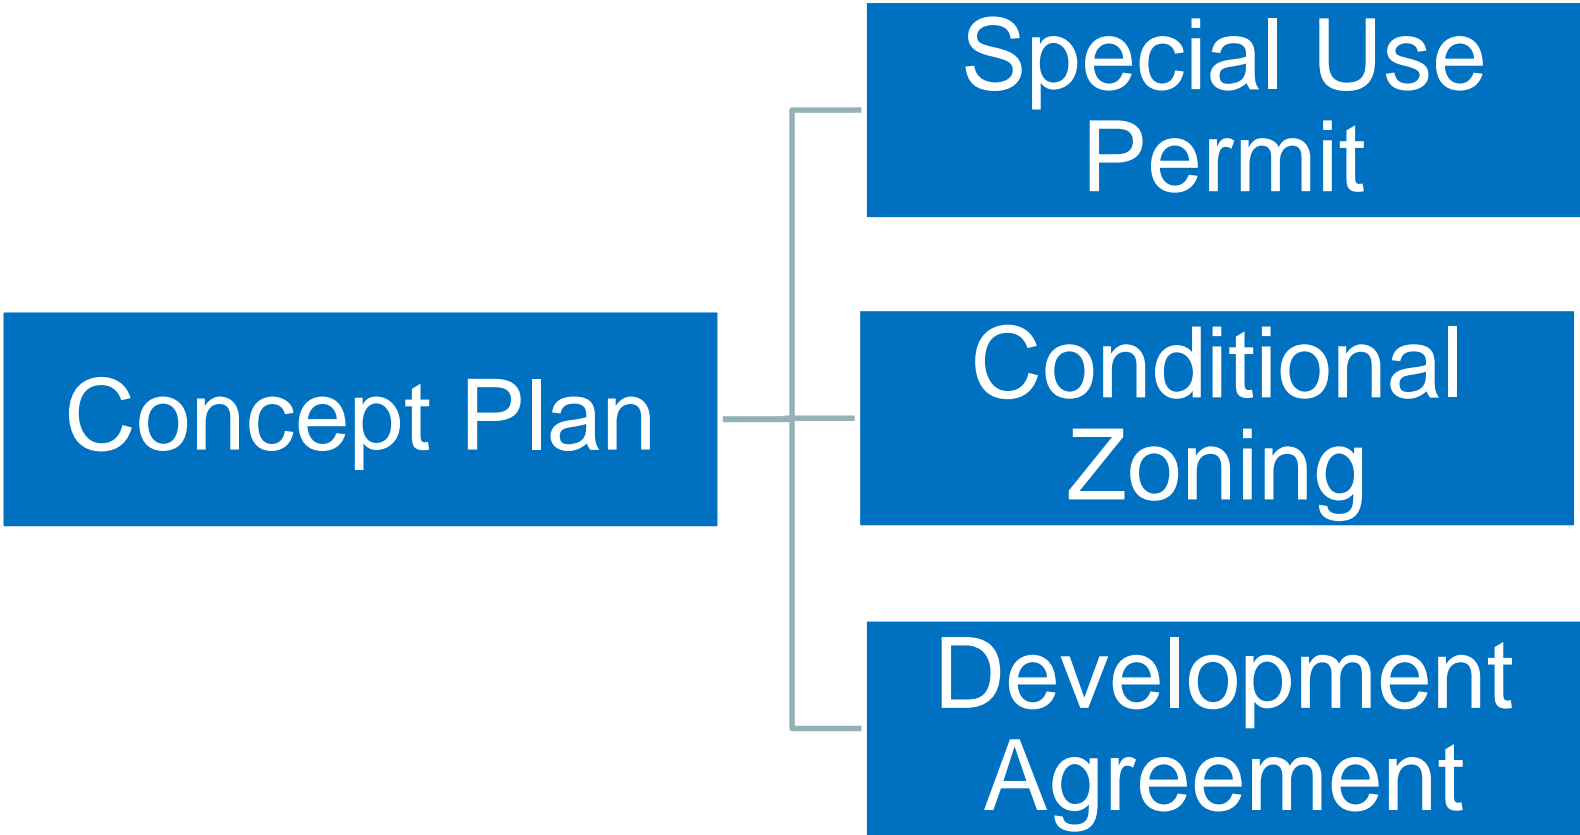 Special Use
Permit
Concept Plan
Conditional
Zoning
Development
Agreement